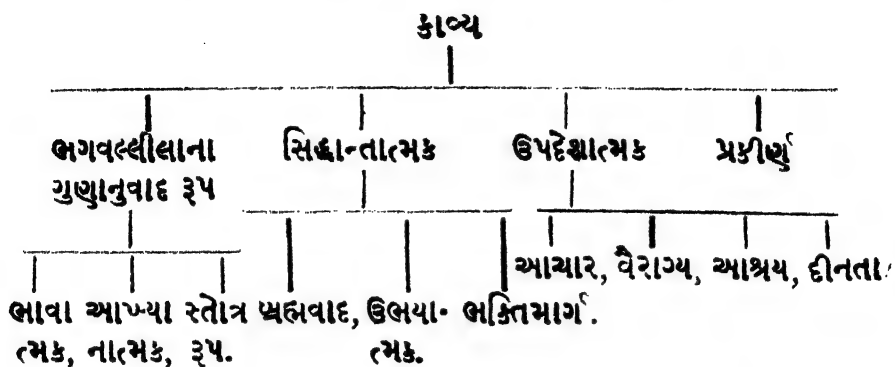 કાવ્ય
ભગવલ્લીલાના સિદ્ધાન્તાત્મક ઉપદેશાત્મક પ્રકીર્ણ
ગુણાનુવાદ રૂપ
આચાર, વૈરાગ્ય, આશ્રય, દીનતા.
ભાવા આખ્યા સ્તોત્ર બ્રહ્મવાદ, ઉભયા- ભક્તિમાર્ગ.
ત્મક, નાત્મક, રૂપ. ત્મક.